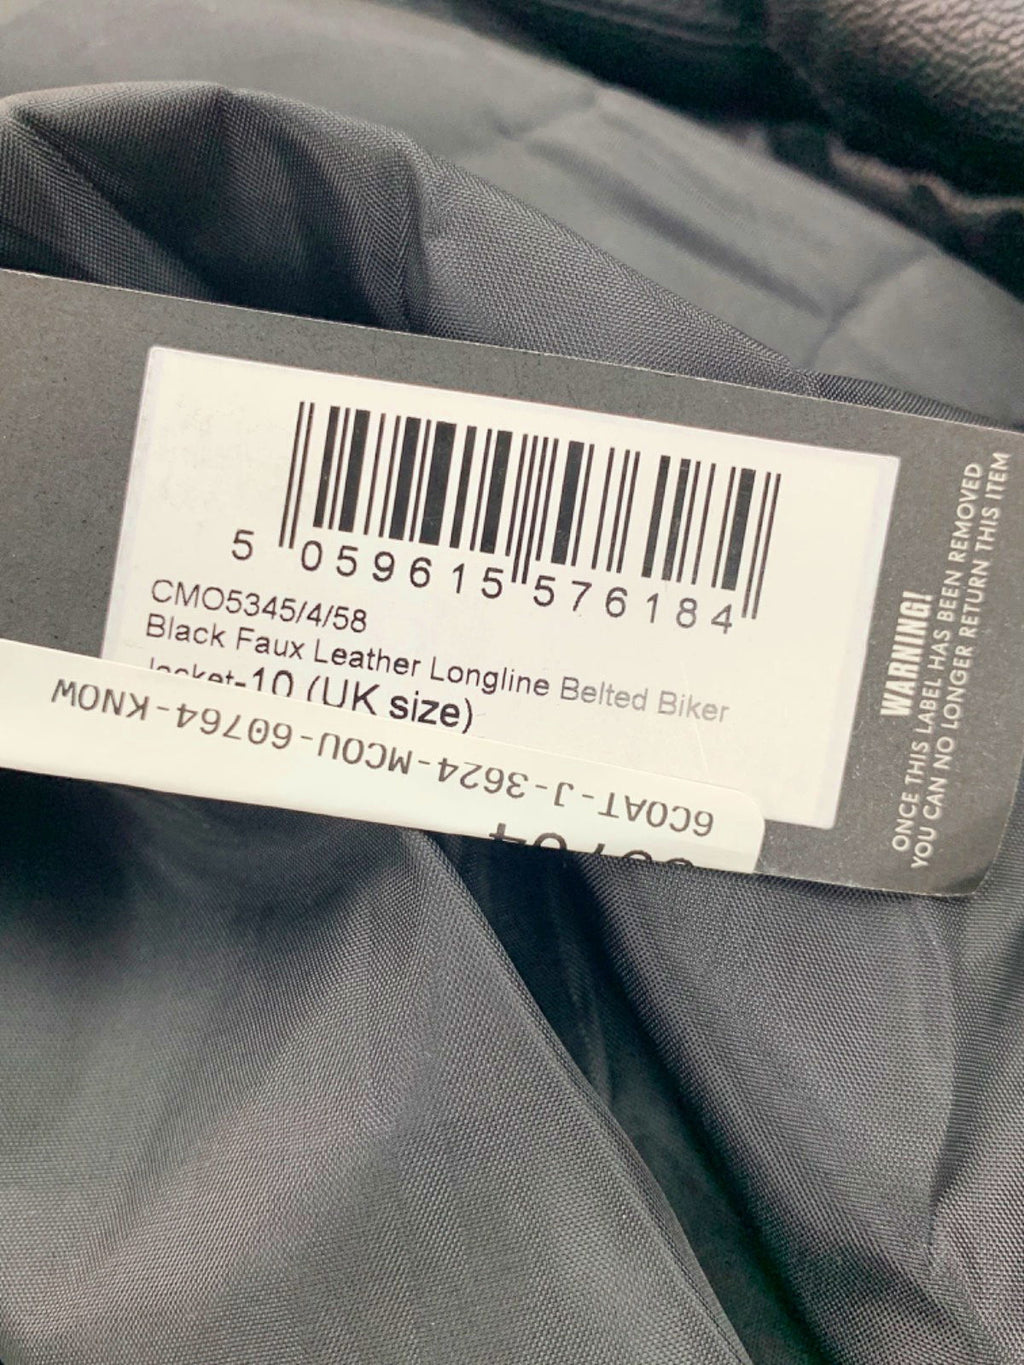 5 059615 576184
CMO5345/4/58
Black Faux Leather Longline Belted Biker
Jacket-10 (UK size)
6COAT-J-3624-MCOU-60764-KNOW
WARNING!
ONCE THIS LABEL HAS BEEN REMOVED
YOU CAN NO LONGER RETURN THIS ITEM